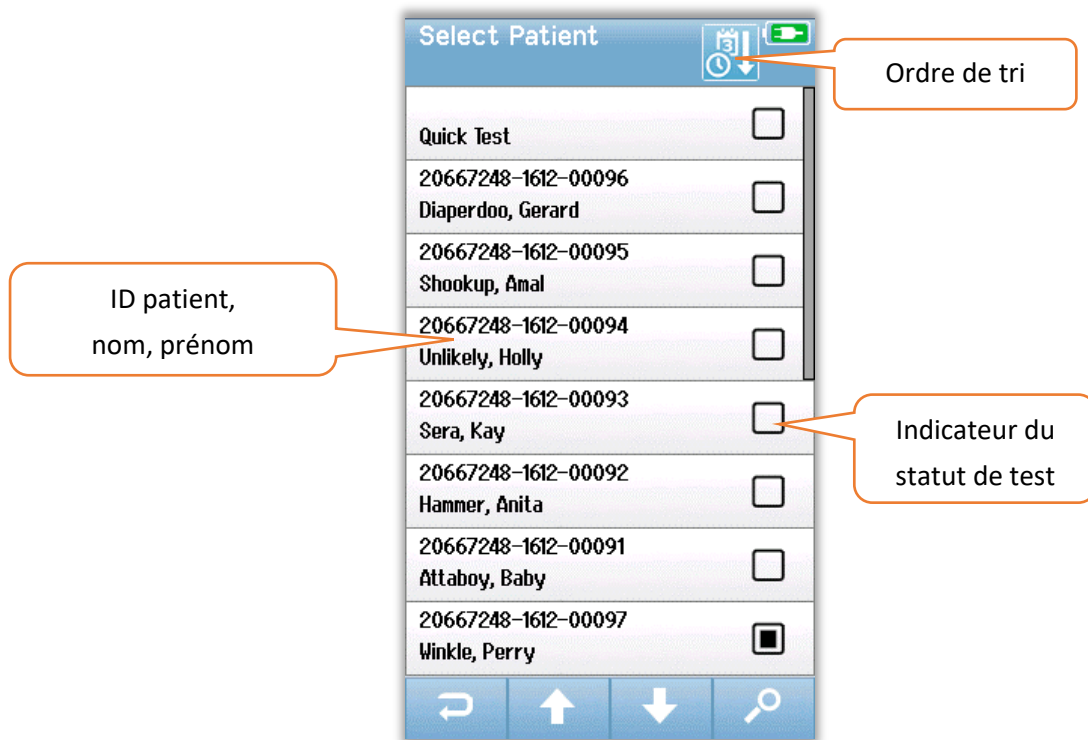 Select Patient
3
Ordre de tri
Quick Test
20667248-1612-00096
Diaperdoo, Gerard
20667248-1612-00095
Shookup, Amal
ID patient,
nom, prénom
20667248-1612-00094
Unlikely, Holly
20667248-1612-00093
Sera, Kay
Indicateur du
statut de test
20667248-1612-00092
Hammer, Anita
20667248-1612-00091
Attaboy, Baby
20667248-1612-00097
Winkle, Perry